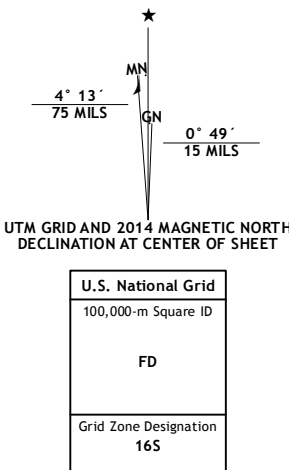 ★
MN
GN
4° 13´
75 MILS
0° 49´
15 MILS
UTM GRID AND 2014 MAGNETIC NORTH
DECLINATION AT CENTER OF SHEET
U.S. National Grid
100,000-m Square ID
FD
Grid Zone Designation
16S